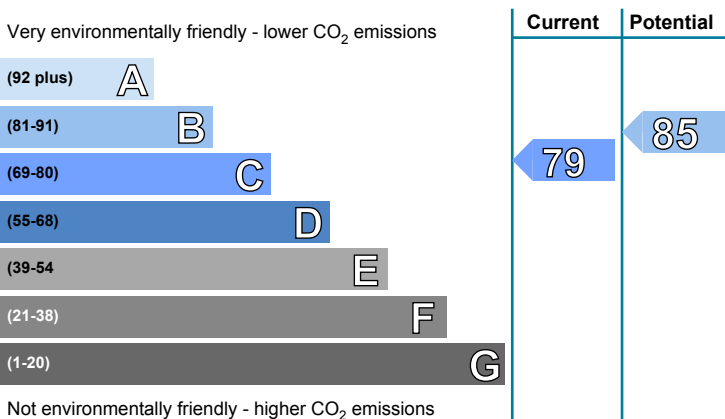 Very environmentally friendly - lower CO₂ emissions
Current
Potential
(92 plus) A
(81-91) B
(69-80) C
(55-68) D
(39-54 E
(21-38) F
(1-20) G
79
85
Not environmentally friendly - higher CO₂ emissions